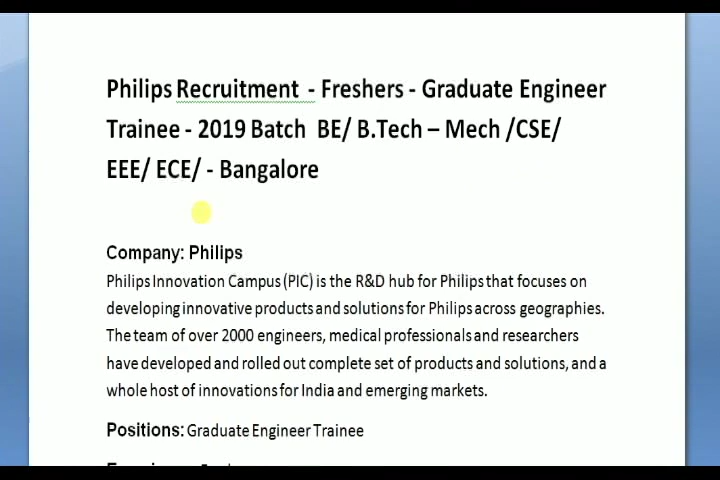 Philips Recruitment - Freshers - Graduate Engineer
Trainee - 2019 Batch BE/ B.Tech – Mech /CSE/
EEE/ ECE/ - Bangalore
Company: Philips
Philips Innovation Campus (PIC) is the R&D hub for Philips that focuses on
developing innovative products and solutions for Philips across geographies.
The team of over 2000 engineers, medical professionals and researchers
have developed and rolled out complete set of products and solutions, and a
whole host of innovations for India and emerging markets.
Positions: Graduate Engineer Trainee